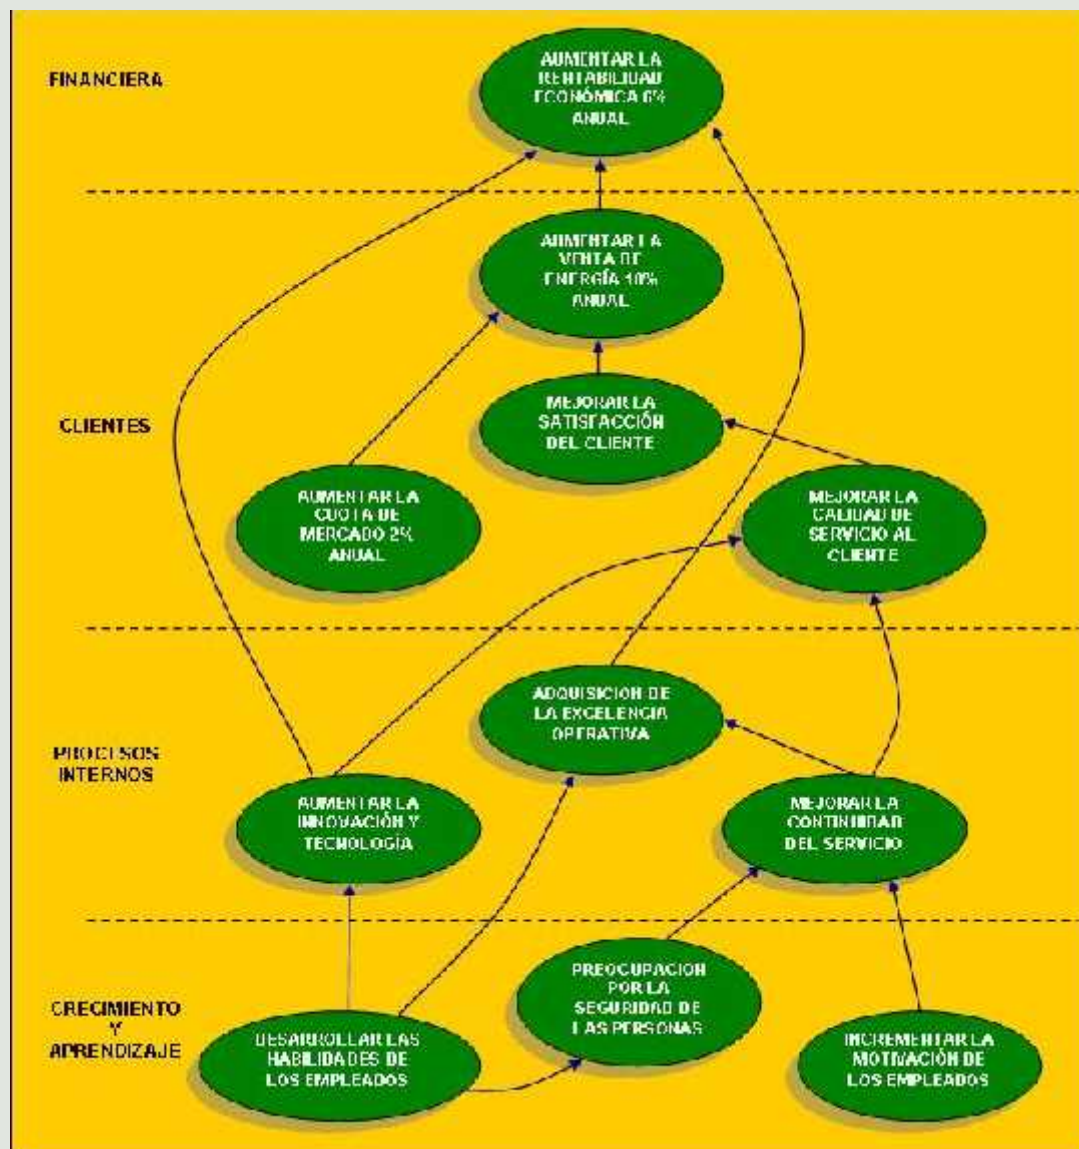 FINANCIERA
AUMENTAR LA
RENTABILIDAD
ECONÓMICA 6%
ANUAL
AUMENTAR LA
VENTA DE
ENERGÍA 10%
ANUAL
CLIENTES
MEJORAR LA
SATISFACCIÓN
DEL CLIENTE
AUMENTAR LA
CUOTA DE
MERCADO 2%
ANUAL
MEJORAR LA
CALIDAD DE
SERVICIO AL
CLIENTE
PROCESOS
INTERNOS
ADQUISICION DE
LA EXCELENCIA
OPERATIVA
AUMENTAR LA
INNOVACIÓN Y
TECNOLOGÍA
MEJORAR LA
CONTINUIDAD
DEL SERVICIO
CRECIMIENTO
Y
APRENDIZAJE
DESARROLLAR LAS
HABILIDADES DE
LOS EMPLEADOS
PREOCUPACION
POR LA
SEGURIDAD DE
LAS PERSONAS
INCREMENTAR LA
MOTIVACIÓN DE
LOS EMPLEADOS